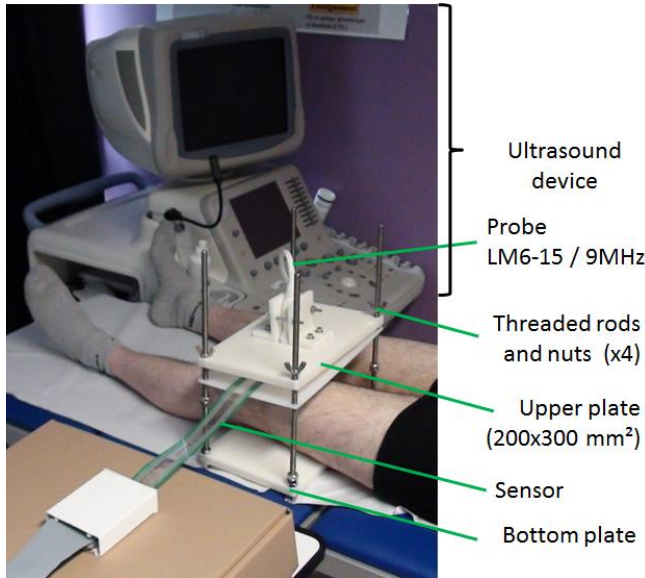 Ultrasound
device
Probe
LM6-15 / 9MHz
Threaded rods
and nuts  (x4)
Upper plate
(200x300 mm²)
Sensor
Bottom plate